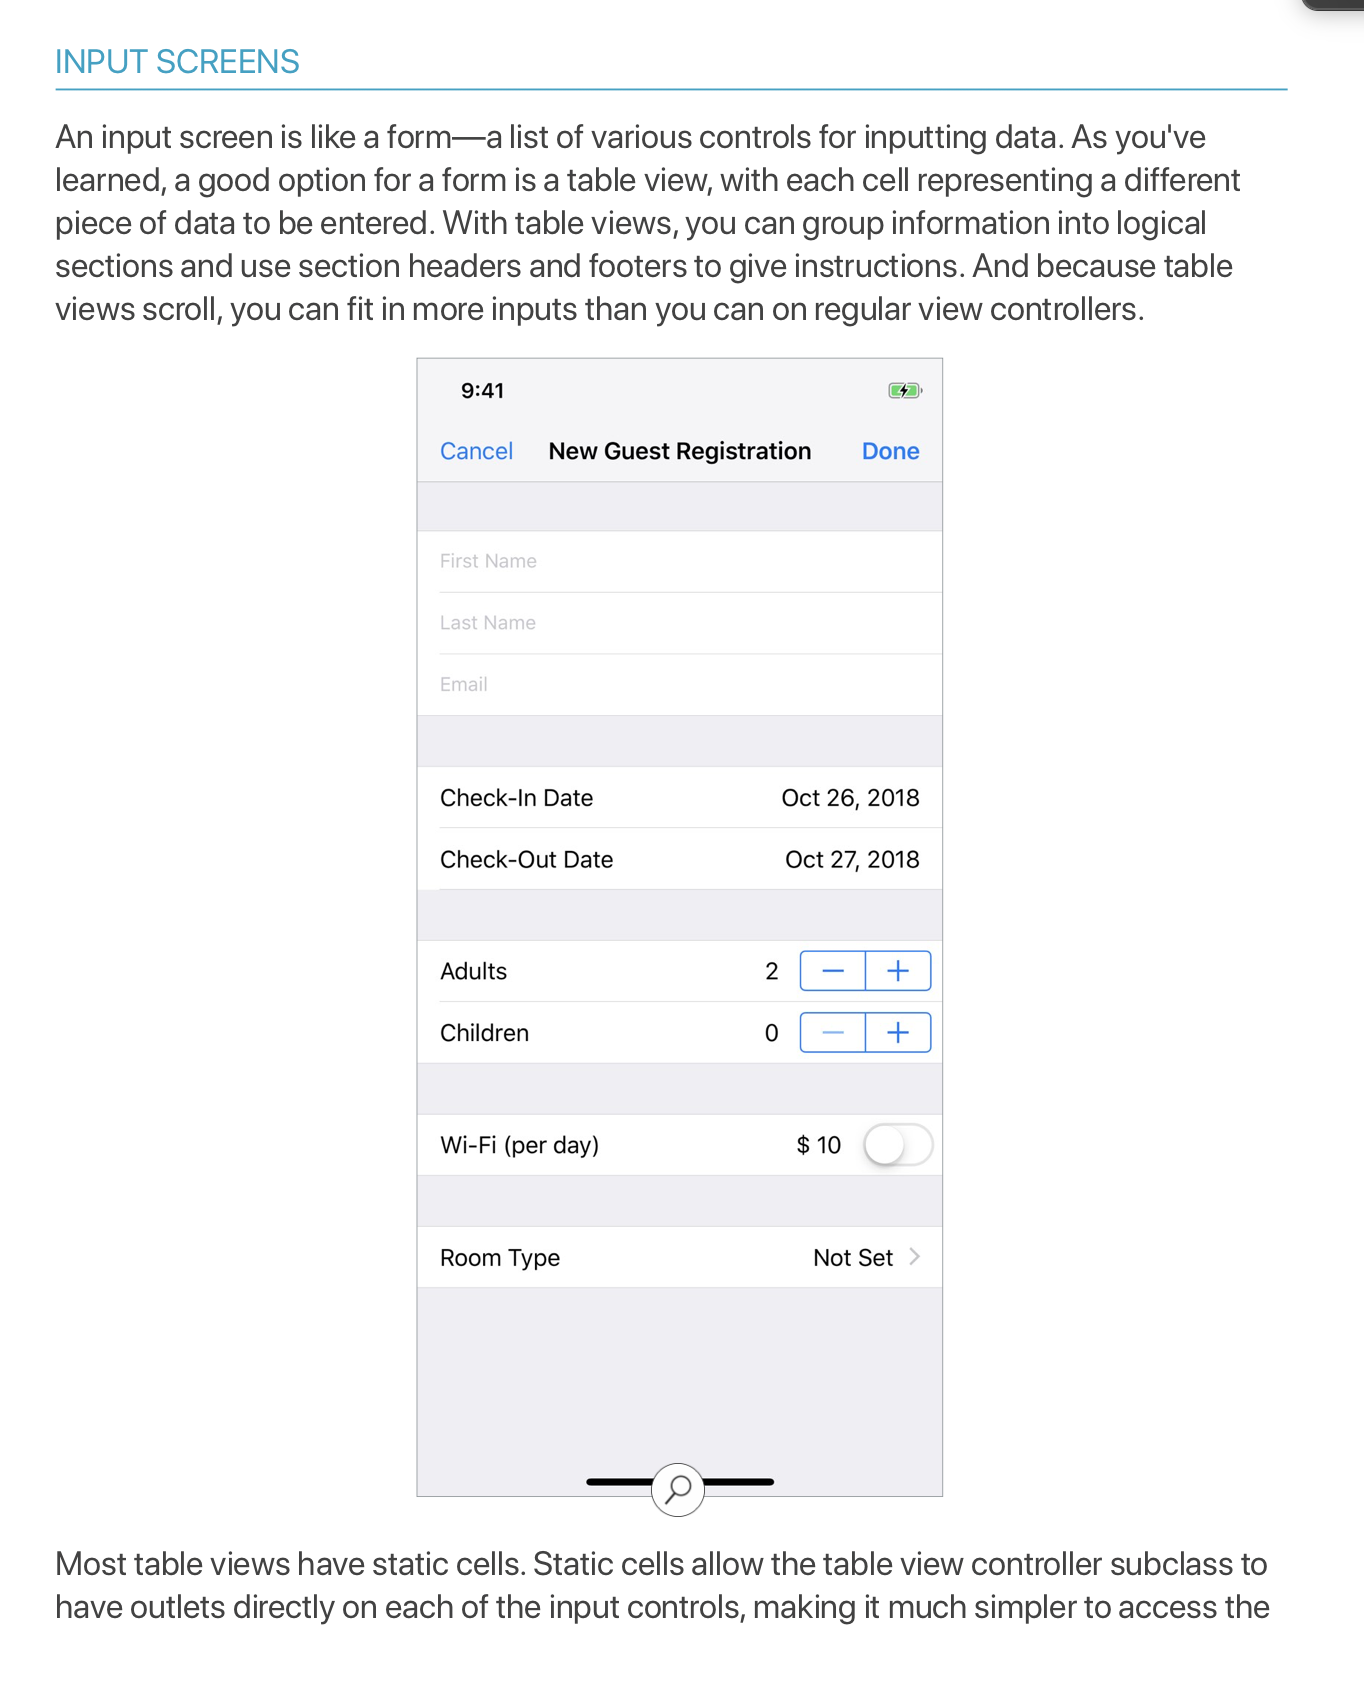 INPUT SCREENS
An input screen is like a form—a list of various controls for inputting data. As you've
learned, a good option for a form is a table view, with each cell representing a different
piece of data to be entered. With table views, you can group information into logical
sections and use section headers and footers to give instructions. And because table
views scroll, you can fit in more inputs than you can on regular view controllers.
9:41
Cancel New Guest Registration Done
First Name
Last Name
Email
Check-In Date Oct 26, 2018
Check-Out Date Oct 27, 2018
Adults 2 − +
Children 0 − +
Wi-Fi (per day) $ 10
Room Type Not Set >
Most table views have static cells. Static cells allow the table view controller subclass to
have outlets directly on each of the input controls, making it much simpler to access the